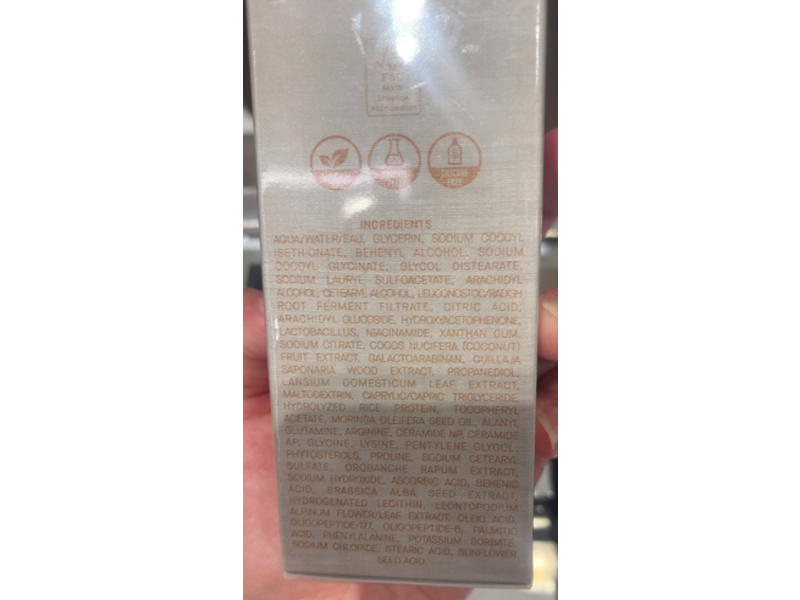 SILICONE
FREE
INGREDIENTS
AQUA/WATER/EAU, GLYCERIN, SODIUM COCOYL
ISETHIONATE, BEHENYL ALCOHOL, SODIUM
COCOYL GLYCINATE, GLYCOL DISTEARATE,
SODIUM LAURYL SULFOACETATE, ARACHIDYL
ALCOHOL, CETEARYL ALCOHOL, LEUCONOSTOC/RADISH
ROOT FERMENT FILTRATE, CITRIC ACID,
ARACHIDYL GLUCOSIDE, HYDROXYACETOPHENONE,
LACTOBACILLUS, NIACINAMIDE, XANTHAN GUM,
SODIUM CITRATE, COCOS NUCIFERA (COCONUT)
FRUIT EXTRACT, GALACTOARABINAN, QUILLAJA
SAPONARIA WOOD EXTRACT, PROPANEDIOL,
LANSIUM DOMESTICUM LEAF EXTRACT,
MALTODEXTRIN, CAPRYLIC/CAPRIC TRIGLYCERIDE,
HYDROLYZED RICE PROTEIN, TOCOPHERYL
ACETATE, MORINGA OLEIFERA SEED OIL, ALANYL
GLUTAMINE, ARGININE, CERAMIDE NP, CERAMIDE
AP, GLYCINE, LYSINE, PENTYLENE GLYCOL,
PHYTOSTEROLS, PROLINE, SODIUM CETEARYL
SULFATE, OROBANCHE RAPUM EXTRACT,
SODIUM HYDROXIDE, ASCORBIC ACID, BEHENIC
ACID, BRASSICA ALBA SEED EXTRACT,
HYDROGENATED LECITHIN, LEONTOPODIUM
ALPINUM FLOWER/LEAF EXTRACT, OLEIC ACID,
OLIGOPEPTIDE-177, OLIGOPEPTIDE-6, PALMITIC
ACID, PHENYLALANINE, POTASSIUM SORBATE,
SODIUM CHLORIDE, STEARIC ACID, SUNFLOWER
SEED ACID.